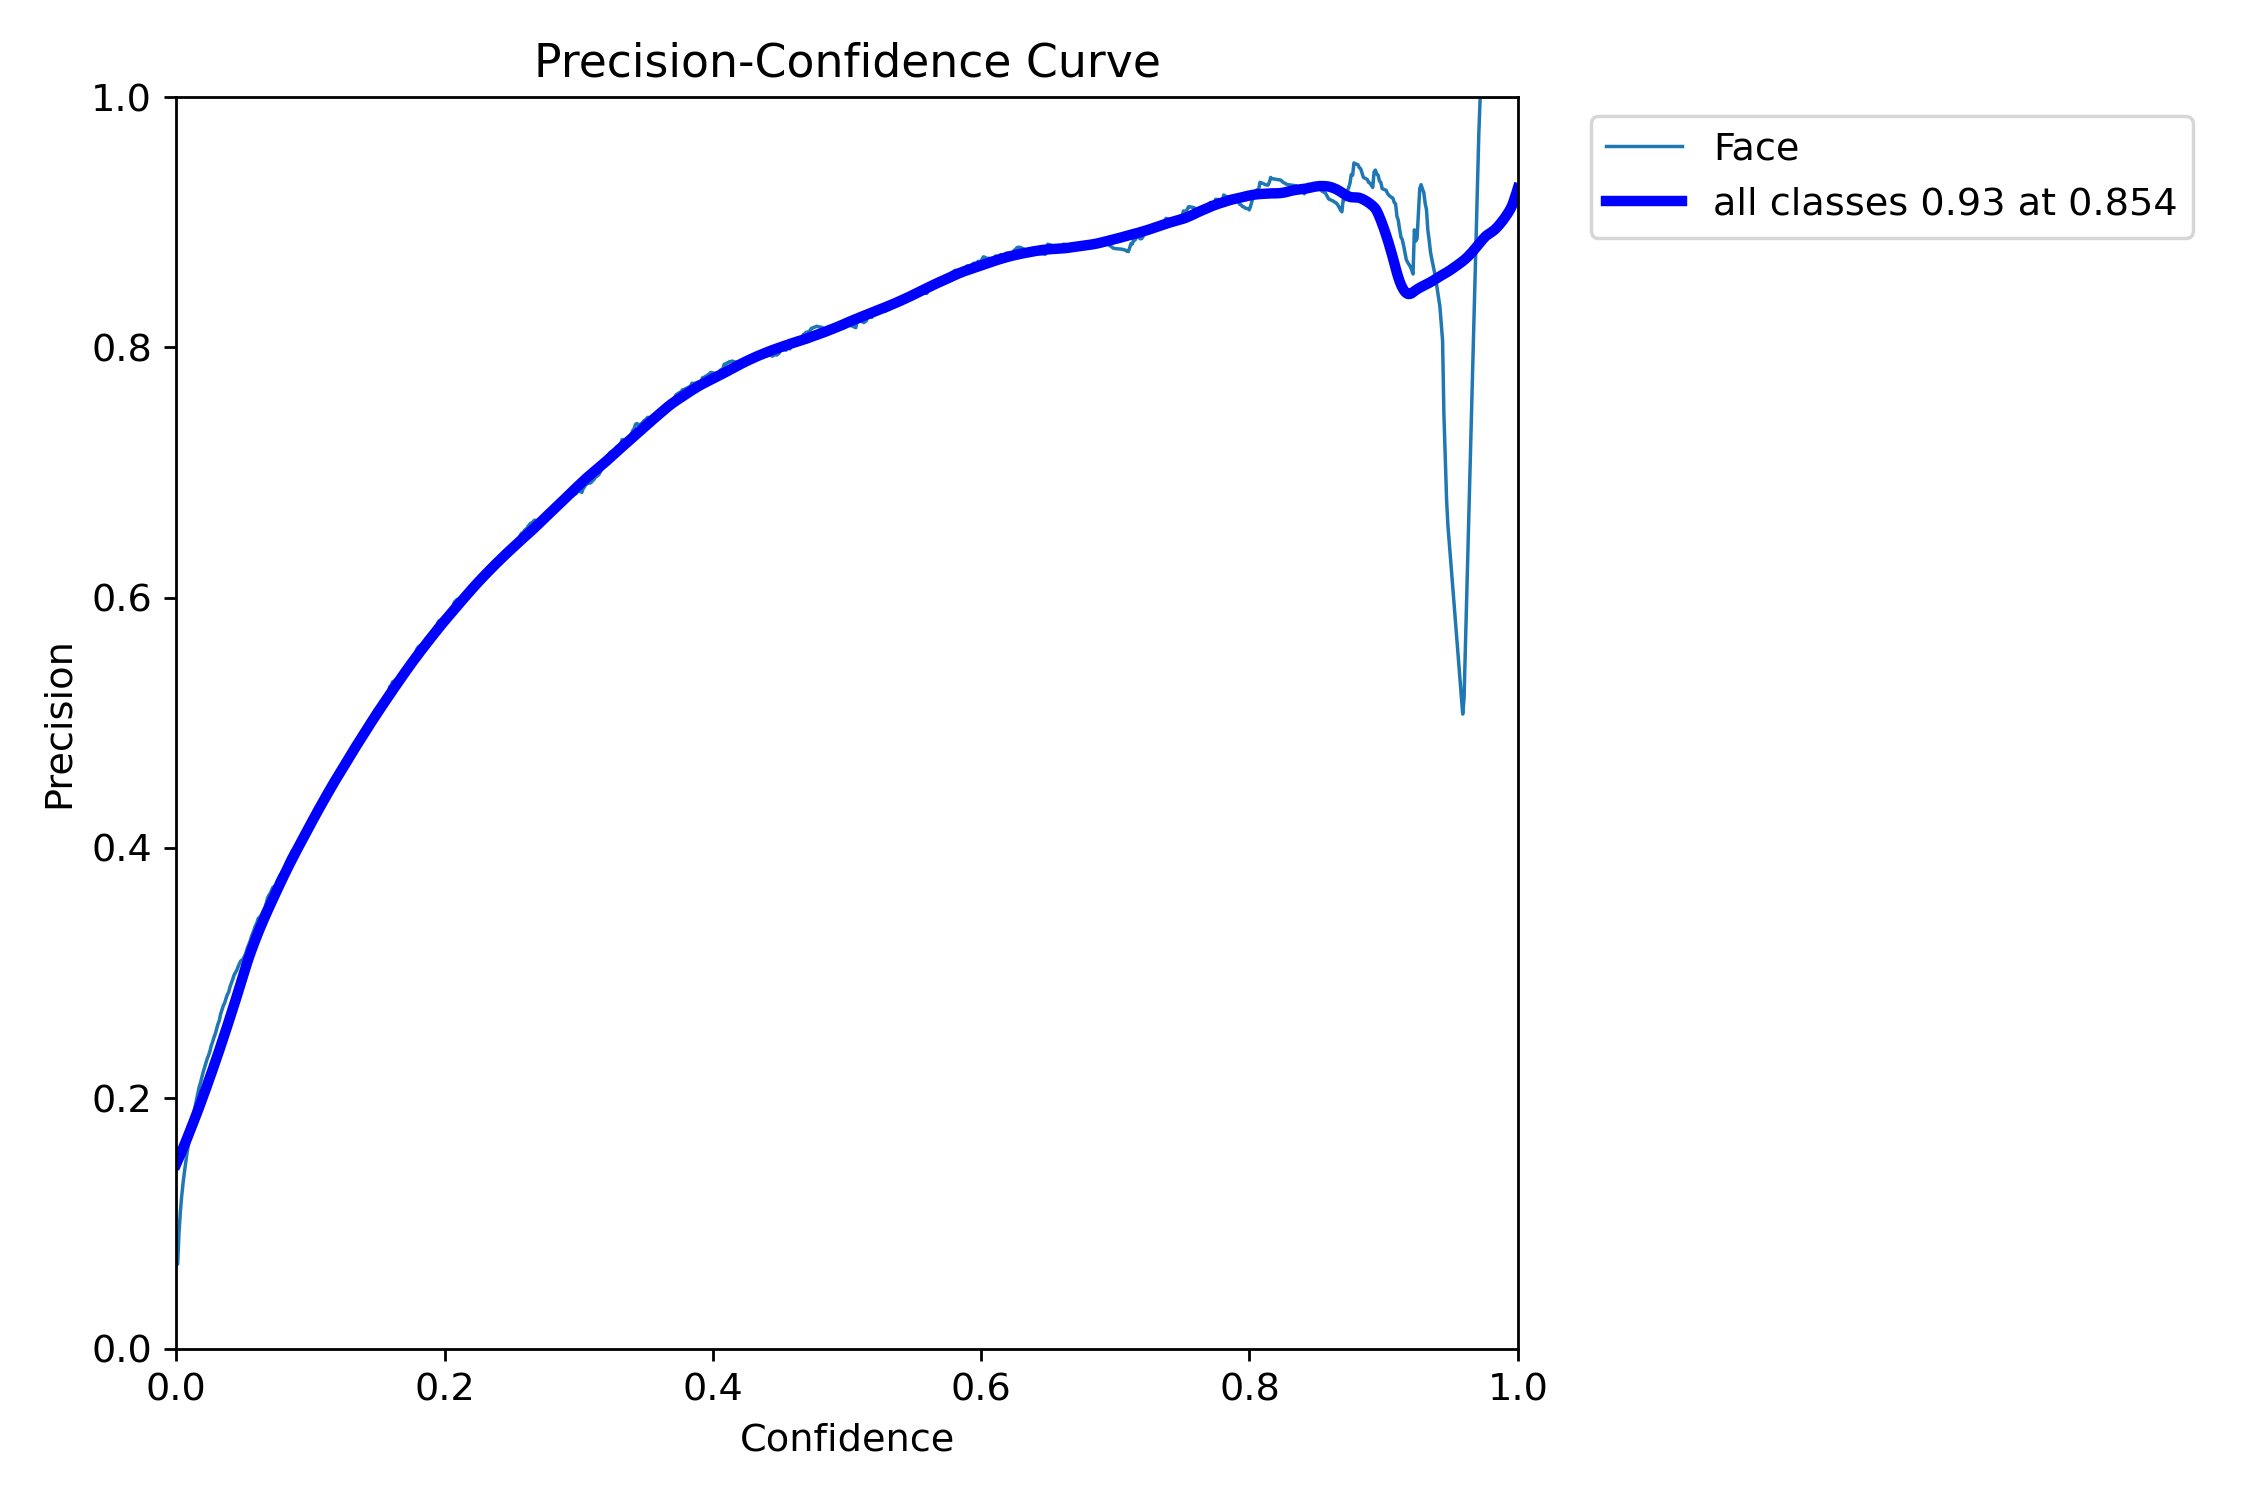 Precision-Confidence Curve
1.0
0.8
0.6
0.4
0.2
0.0
Precision
0.0 0.2 0.4 0.6 0.8 1.0
Confidence
Face
all classes 0.93 at 0.854